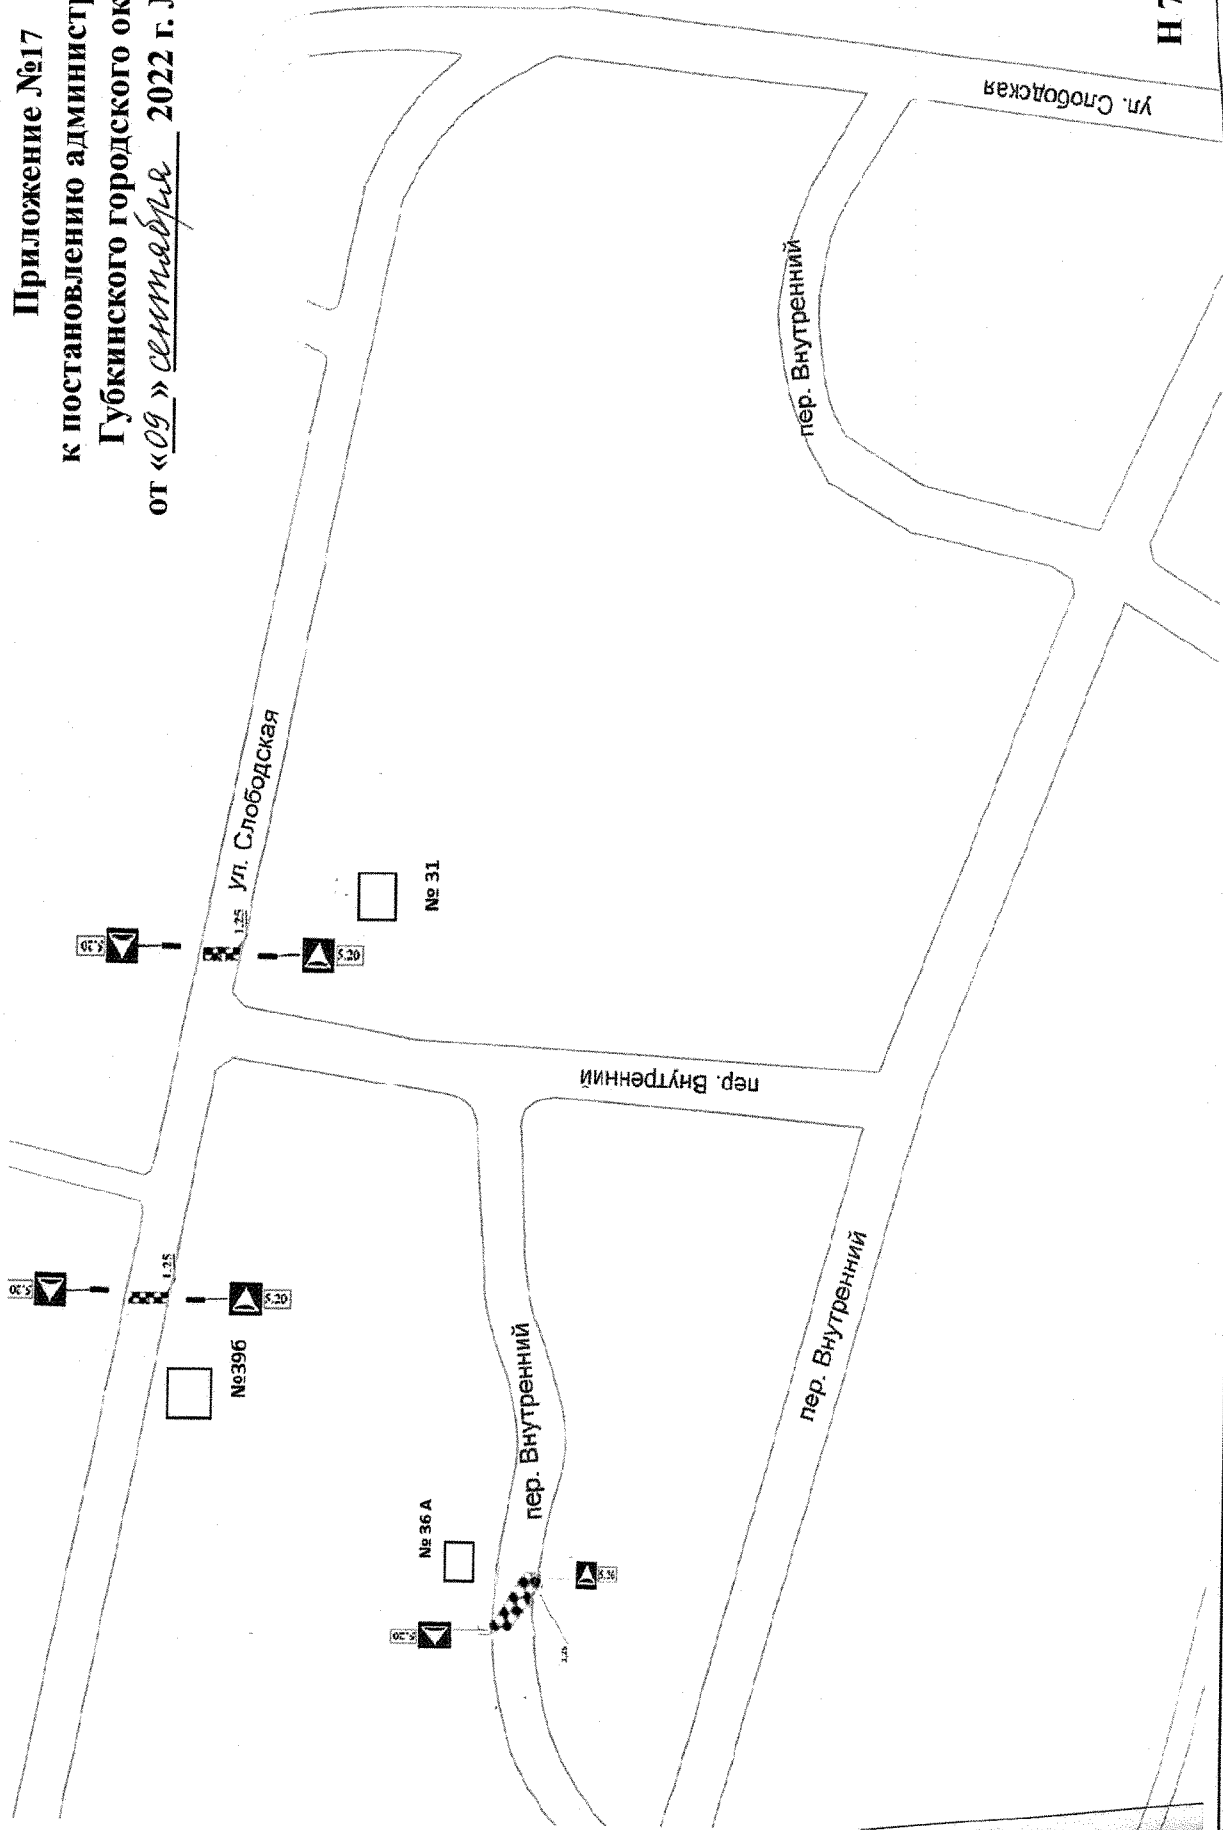 Приложение №17
к постановлению администр
Губкинского городского ок
от «09» сентября 2022 г.
Н 7
ул. Слободская
пер. Внутренний
ул. Слободская
5.20
1.25
5.20
№ 31
пер. Внутренний
5.20
1.25
5.20
№39б
пер. Внутренний
пер. Внутренний
№ 36 А
5.20
5.20
1.25